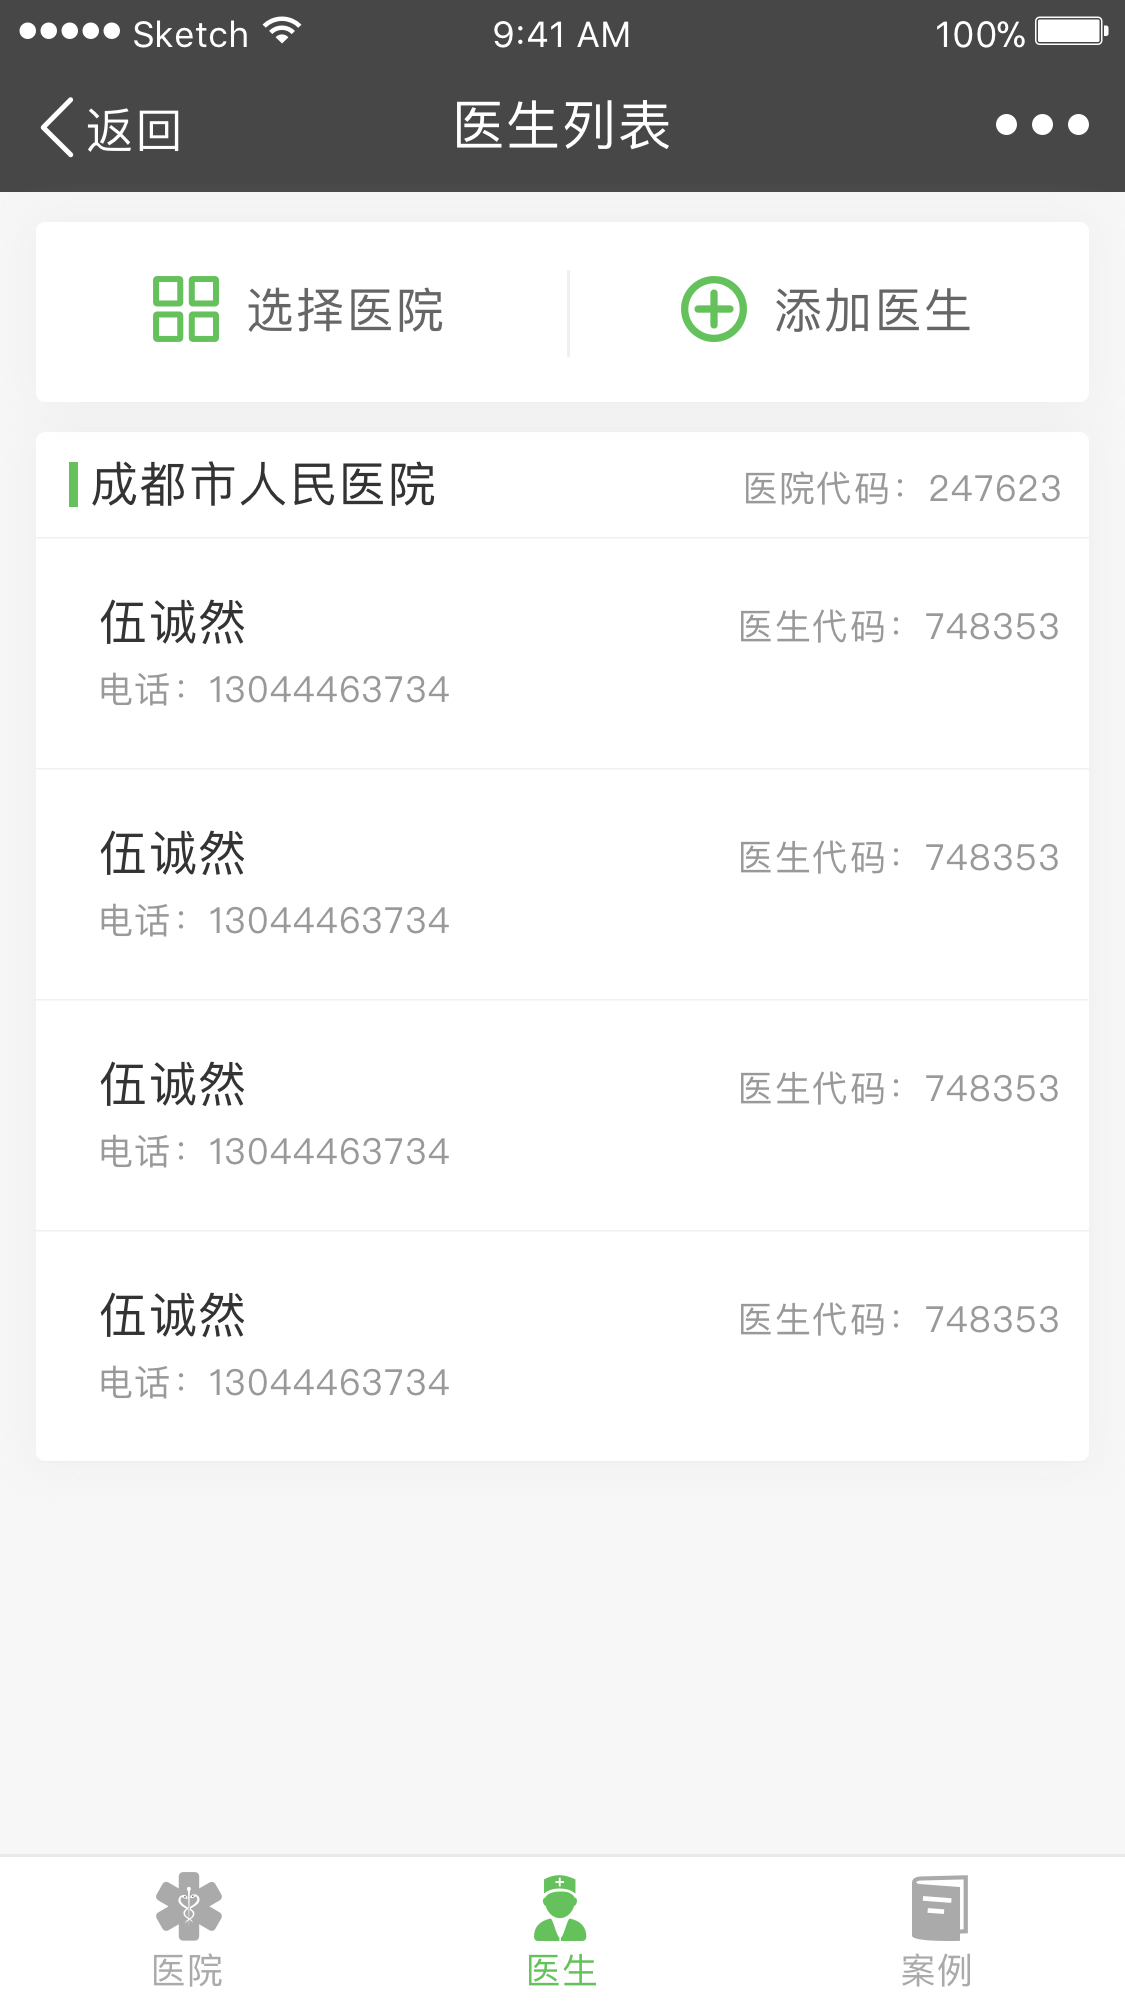 ●●●●● Sketch 9:41 AM 100%
返回 医生列表 •••
选择医院 添加医生
成都市人民医院 医院代码：247623
伍诚然 医生代码：748353
电话：13044463734
伍诚然 医生代码：748353
电话：13044463734
伍诚然 医生代码：748353
电话：13044463734
伍诚然 医生代码：748353
电话：13044463734
医院 医生 案例